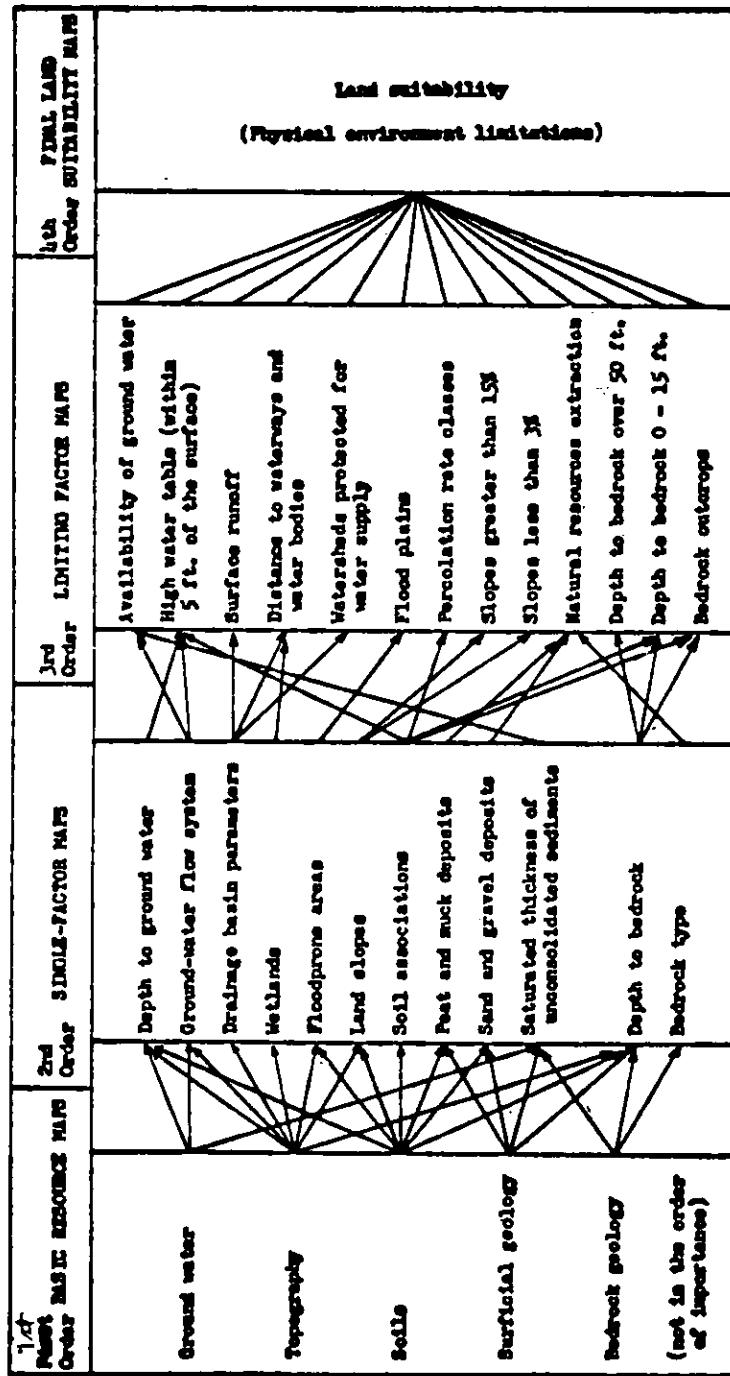 1st
Order BASIC RESOURCE MAPS
Ground water
Topography
Soils
Surficial geology
Bedrock geology
(not in the order
of importance)
2nd
Order SINGLE-FACTOR MAPS
Depth to ground water
Ground-water flow system
Drainage basin parameters
Wetlands
Floodprone areas
Land slopes
Soil associations
Peat and muck deposits
Sand and gravel deposits
Saturated thickness of
unconsolidated sediments
Depth to bedrock
Bedrock type
3rd
Order LIMITING FACTOR MAPS
Availability of ground water
High water table (within
5 ft. of the surface)
Surface runoff
Distance to waterways and
water bodies
Watersheds protected for
water supply
Flood plains
Percolation rate classes
Slopes greater than 15%
Slopes less than 3%
Natural resources extraction
Depth to bedrock over 50 ft.
Depth to bedrock 0 - 15 ft.
Bedrock outcrops
4th FINAL LAND
Order SUITABILITY MAPS
Land suitability
(Physical environment limitations)